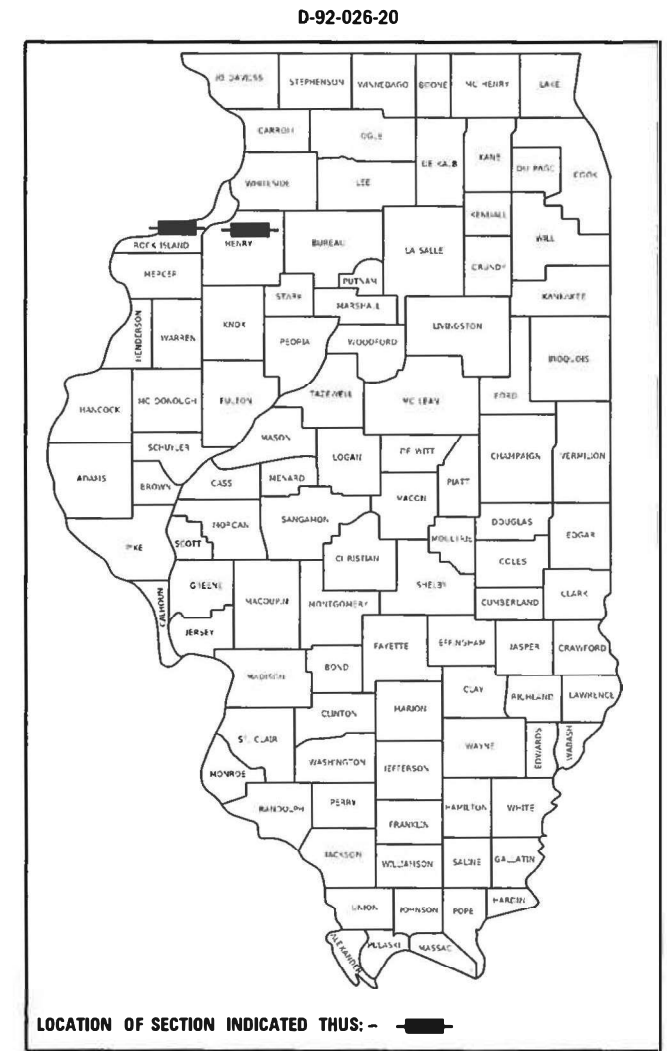 D-92-026-20
JO DAVIESS STEPHENSON WINNEBAGO BOONE MC HENRY LAKE
CARROLL OGLE
DE KALB KANE
DU PAGE COOK
WHITESIDE LEE
KENDALL
WILL
ROCK ISLAND HENRY BUREAU LA SALLE
GRUNDY
MERCER PUTNAM
STARK MARSHALL KANKAKEE
HENDERSON WARREN KNOX PEORIA WOODFORD LIVINGSTON
IROQUOIS
HANCOCK MC DONOUGH FULTON TAZEWELL MC LEAN FORD
MASON
SCHUYLER LOGAN DE WITT CHAMPAIGN VERMILION
ADAMS BROWN CASS MENARD PIATT
MACON
PIKE SCOTT MORGAN SANGAMON DOUGLAS
MOULTRIE EDGAR
CHRISTIAN COLES
CALHOUN GREENE MACOUPIN MONTGOMERY SHELBY CUMBERLAND CLARK
JERSEY
FAYETTE EFFINGHAM JASPER CRAWFORD
MADISON BOND
CLAY RICHLAND LAWRENCE
CLINTON MARION
ST. CLAIR WAYNE EDWARDS WABASH
MONROE WASHINGTON JEFFERSON
RANDOLPH PERRY HAMILTON WHITE
FRANKLIN
JACKSON WILLIAMSON SALINE GALLATIN
UNION JOHNSON POPE HARDIN
ALEXANDER PULASKI MASSAC
LOCATION OF SECTION INDICATED THUS: -